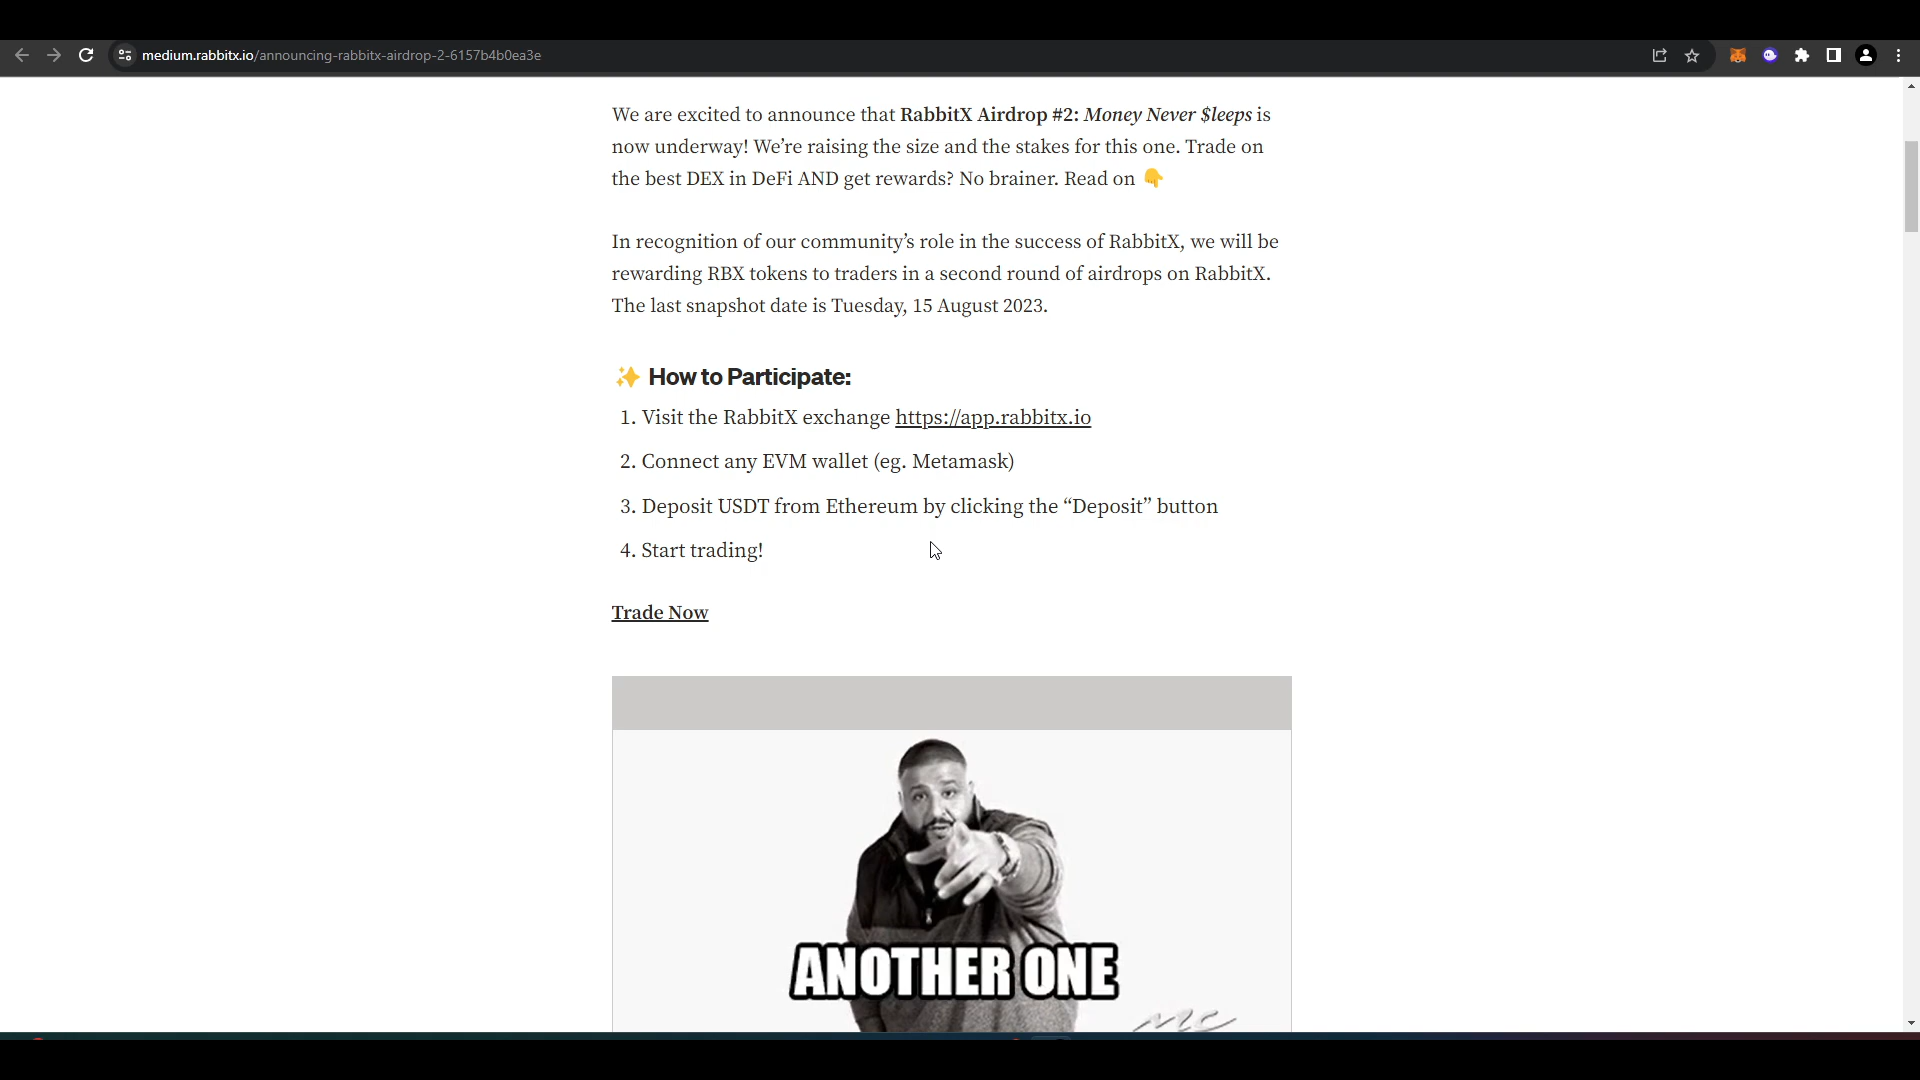 medium.rabbitx.io/announcing-rabbitx-airdrop-2-6157b4b0ea3e
We are excited to announce that RabbitX Airdrop #2: Money Never $leeps is
now underway! We’re raising the size and the stakes for this one. Trade on
the best DEX in DeFi AND get rewards? No brainer. Read on 👇
In recognition of our community’s role in the success of RabbitX, we will be
rewarding RBX tokens to traders in a second round of airdrops on RabbitX.
The last snapshot date is Tuesday, 15 August 2023.
✨ How to Participate:
1. Visit the RabbitX exchange https://app.rabbitx.io
2. Connect any EVM wallet (eg. Metamask)
3. Deposit USDT from Ethereum by clicking the “Deposit” button
4. Start trading!
Trade Now
ANOTHER ONE
MC